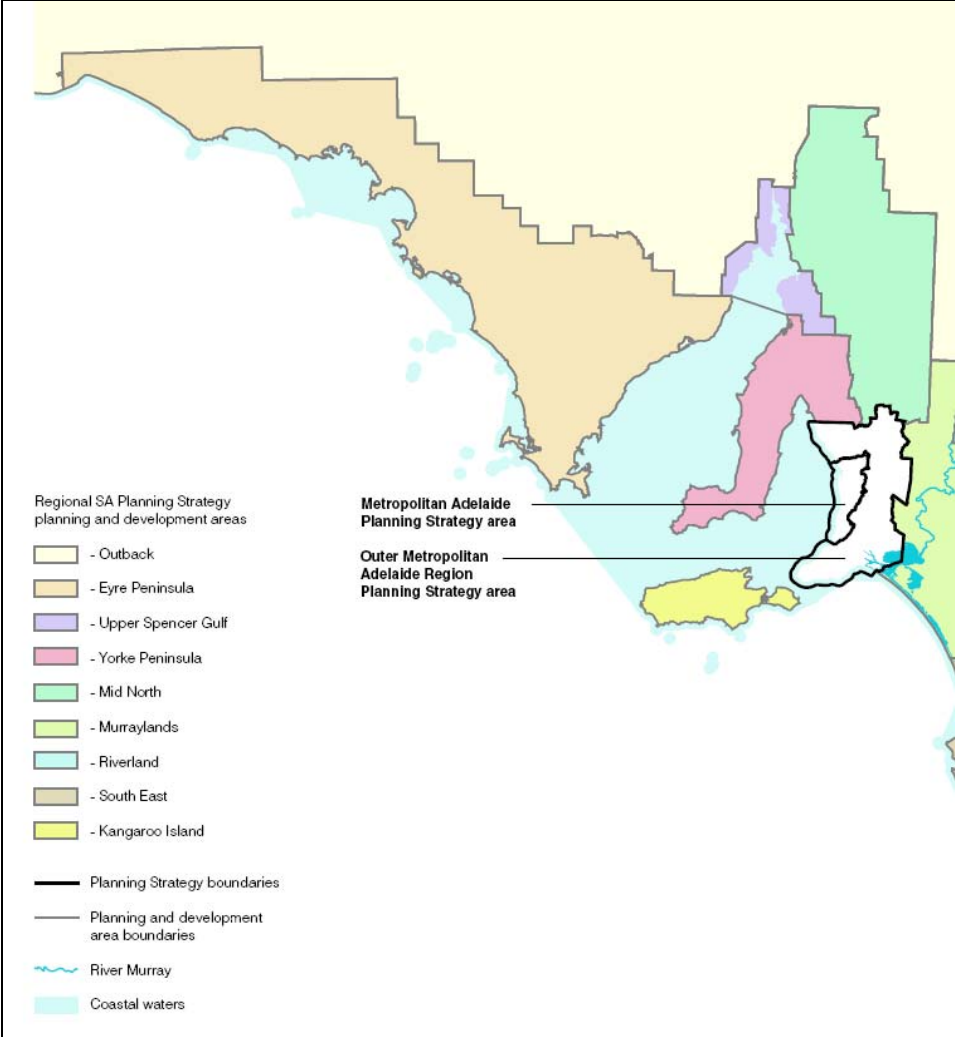 Regional SA Planning Strategy
planning and development areas
- Outback
- Eyre Peninsula
- Upper Spencer Gulf
- Yorke Peninsula
- Mid North
- Murraylands
- Riverland
- South East
- Kangaroo Island
Planning Strategy boundaries
Planning and development
area boundaries
River Murray
Coastal waters
Metropolitan Adelaide
Planning Strategy area
Outer Metropolitan
Adelaide Region
Planning Strategy area